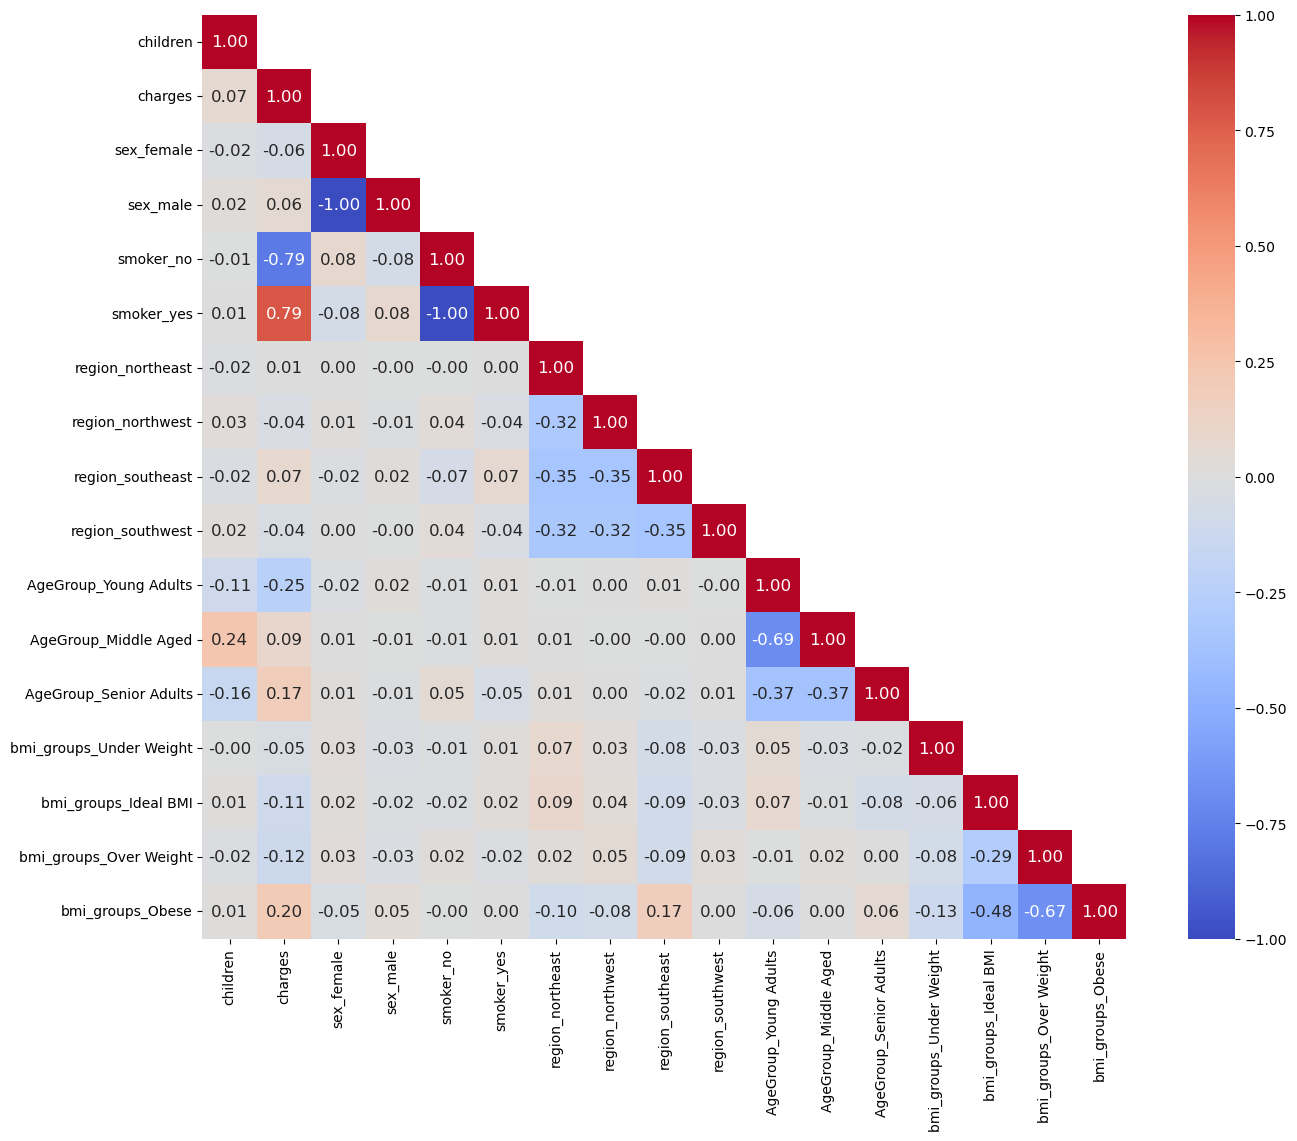 children 1.00
charges 0.07 1.00
sex_female -0.02 -0.06 1.00
sex_male 0.02 0.06 -1.00 1.00
smoker_no -0.01 -0.79 0.08 -0.08 1.00
smoker_yes 0.01 0.79 -0.08 0.08 -1.00 1.00
region_northeast -0.02 0.01 0.00 -0.00 -0.00 0.00 1.00
region_northwest 0.03 -0.04 0.01 -0.01 0.04 -0.04 -0.32 1.00
region_southeast -0.02 0.07 -0.02 0.02 -0.07 0.07 -0.35 -0.35 1.00
region_southwest 0.02 -0.04 0.00 -0.00 0.04 -0.04 -0.32 -0.32 -0.35 1.00
AgeGroup_Young Adults -0.11 -0.25 -0.02 0.02 -0.01 0.01 -0.01 0.00 0.01 -0.00 1.00
AgeGroup_Middle Aged 0.24 0.09 0.01 -0.01 -0.01 0.01 0.01 -0.00 -0.00 0.00 -0.69 1.00
AgeGroup_Senior Adults -0.16 0.17 0.01 -0.01 0.05 -0.05 0.01 0.00 -0.02 0.01 -0.37 -0.37 1.00
bmi_groups_Under Weight -0.00 -0.05 0.03 -0.03 -0.01 0.01 0.07 0.03 -0.08 -0.03 0.05 -0.03 -0.02 1.00
bmi_groups_Ideal BMI 0.01 -0.11 0.02 -0.02 -0.02 0.02 0.09 0.04 -0.09 -0.03 0.07 -0.01 -0.08 -0.06 1.00
bmi_groups_Over Weight -0.02 -0.12 0.03 -0.03 0.02 -0.02 0.02 0.05 -0.09 0.03 -0.01 0.02 0.00 -0.08 -0.29 1.00
bmi_groups_Obese 0.01 0.20 -0.05 0.05 -0.00 0.00 -0.10 -0.08 0.17 0.00 -0.06 0.00 0.06 -0.13 -0.48 -0.67 1.00
children
charges
sex_female
sex_male
smoker_no
smoker_yes
region_northeast
region_northwest
region_southeast
region_southwest
AgeGroup_Young Adults
AgeGroup_Middle Aged
AgeGroup_Senior Adults
bmi_groups_Under Weight
bmi_groups_Ideal BMI
bmi_groups_Over Weight
bmi_groups_Obese
1.00
0.75
0.50
0.25
0.00
−0.25
−0.50
−0.75
−1.00